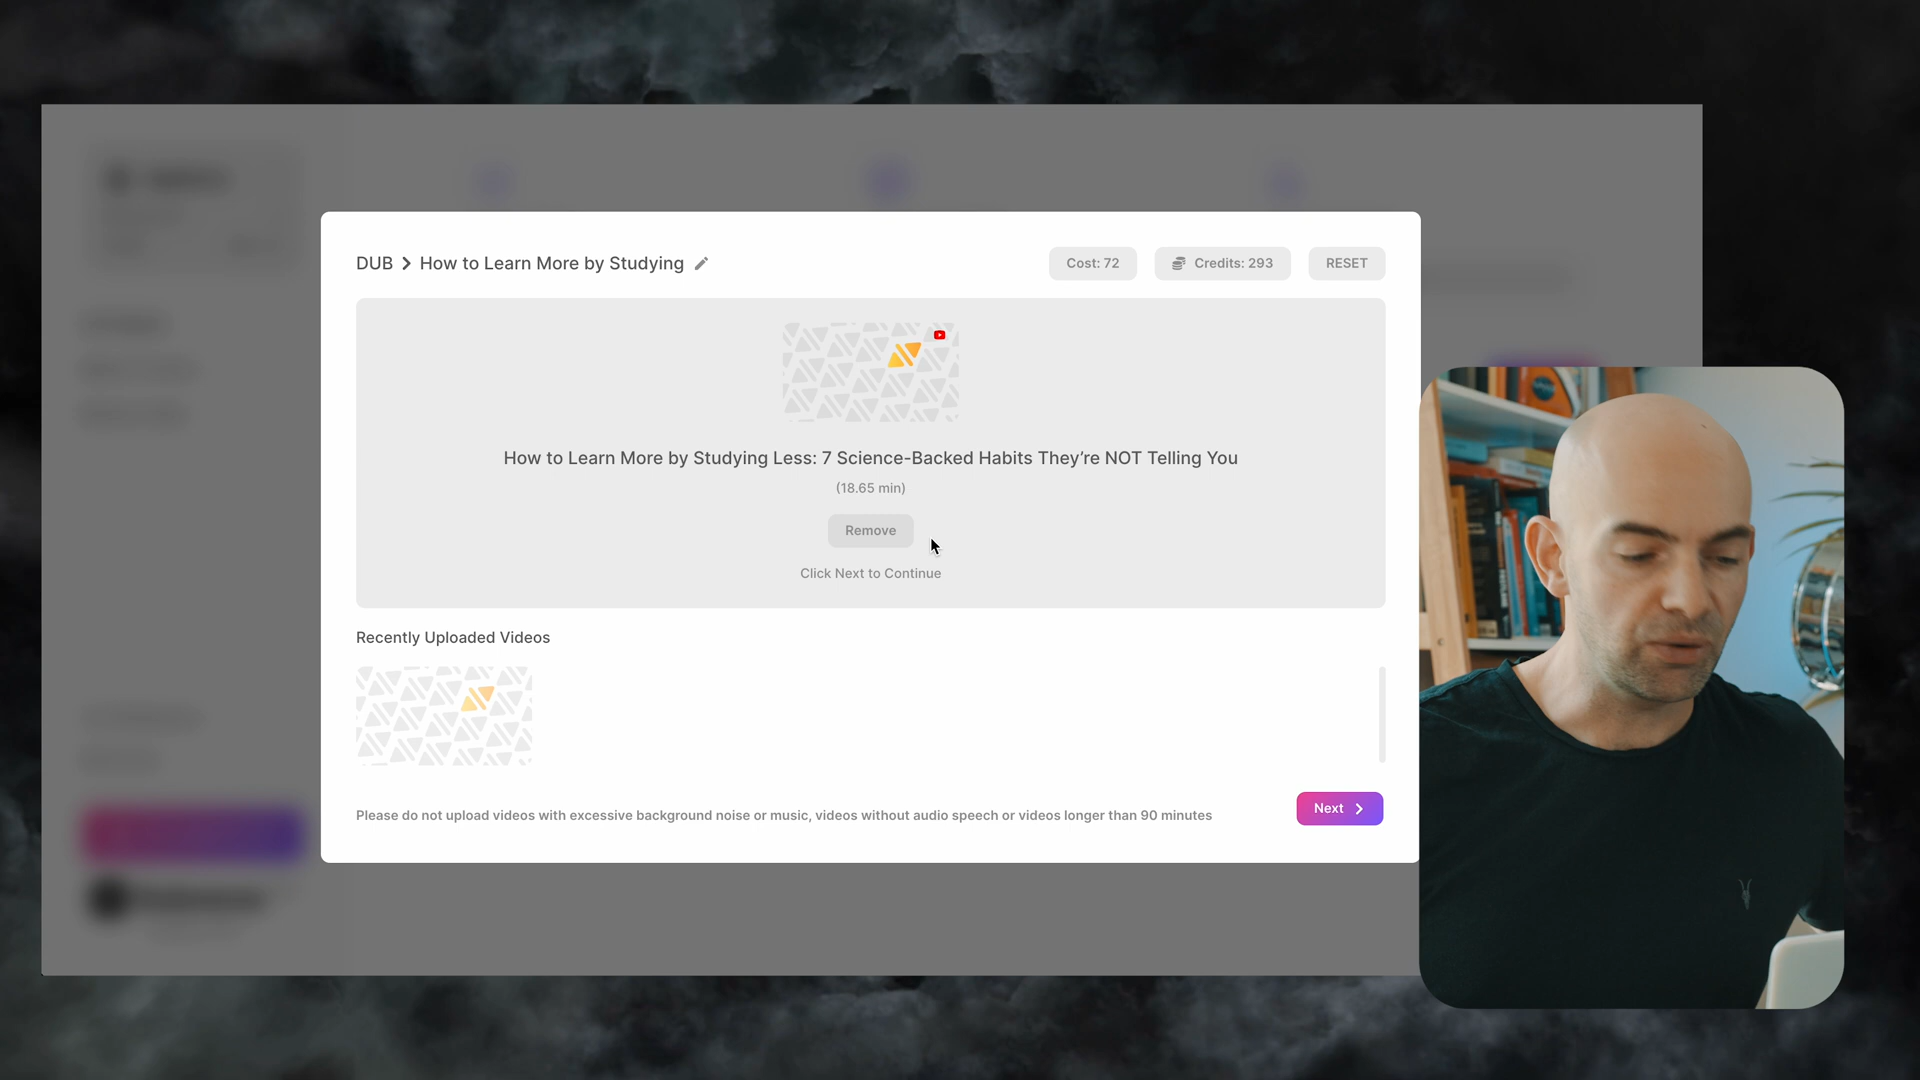 DUB > How to Learn More by Studying
Cost: 72
Credits: 293
RESET
How to Learn More by Studying Less: 7 Science-Backed Habits They’re NOT Telling You
(18.65 min)
Remove
Click Next to Continue
Recently Uploaded Videos
Please do not upload videos with excessive background noise or music, videos without audio speech or videos longer than 90 minutes
Next